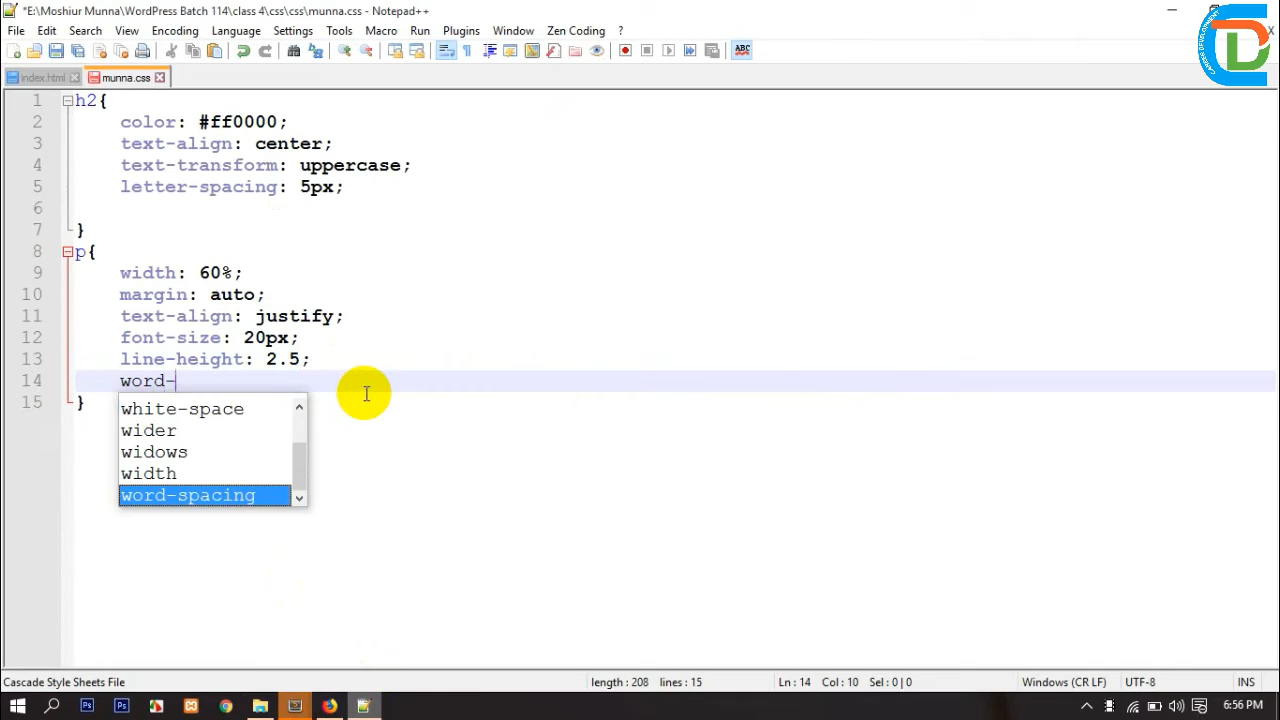 *E:\Moshiur Munna\WordPress Batch 114\class 4\css\css\munna.css - Notepad++
File Edit Search View Encoding Language Settings Tools Macro Run Plugins Window Zen Coding ?
ABC
index.html munna.css
1 h2{
2 color: #ff0000;
3 text-align: center;
4 text-transform: uppercase;
5 letter-spacing: 5px;
6
7 }
8 p{
9 width: 60%;
10 margin: auto;
11 text-align: justify;
12 font-size: 20px;
13 line-height: 2.5;
14 word-
15 }
white-space
wider
widows
width
word-spacing
Cascade Style Sheets File length : 208 lines : 15 Ln : 14 Col : 10 Sel : 0 | 0 Windows (CR LF) UTF-8 INS
Ps Ps 6:56 PM